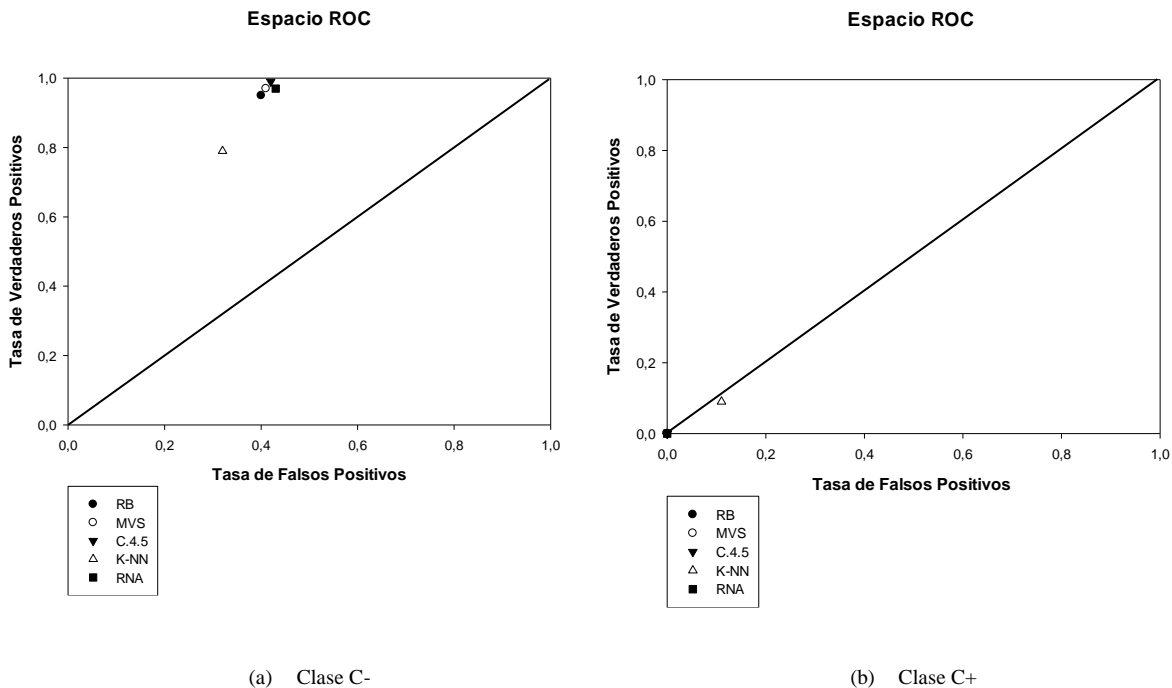 Espacio ROC
Tasa de Verdaderos Positivos
1,0
0,8
0,6
0,4
0,2
0,0
0,0 0,2 0,4 0,6 0,8 1,0
Tasa de Falsos Positivos
RB
MVS
C.4.5
K-NN
RNA
(a) Clase C-
Espacio ROC
Tasa de Verdaderos Positivos
1,0
0,8
0,6
0,4
0,2
0,0
0,0 0,2 0,4 0,6 0,8 1,0
Tasa de Falsos Positivos
RB
MVS
C.4.5
K-NN
RNA
(b) Clase C+